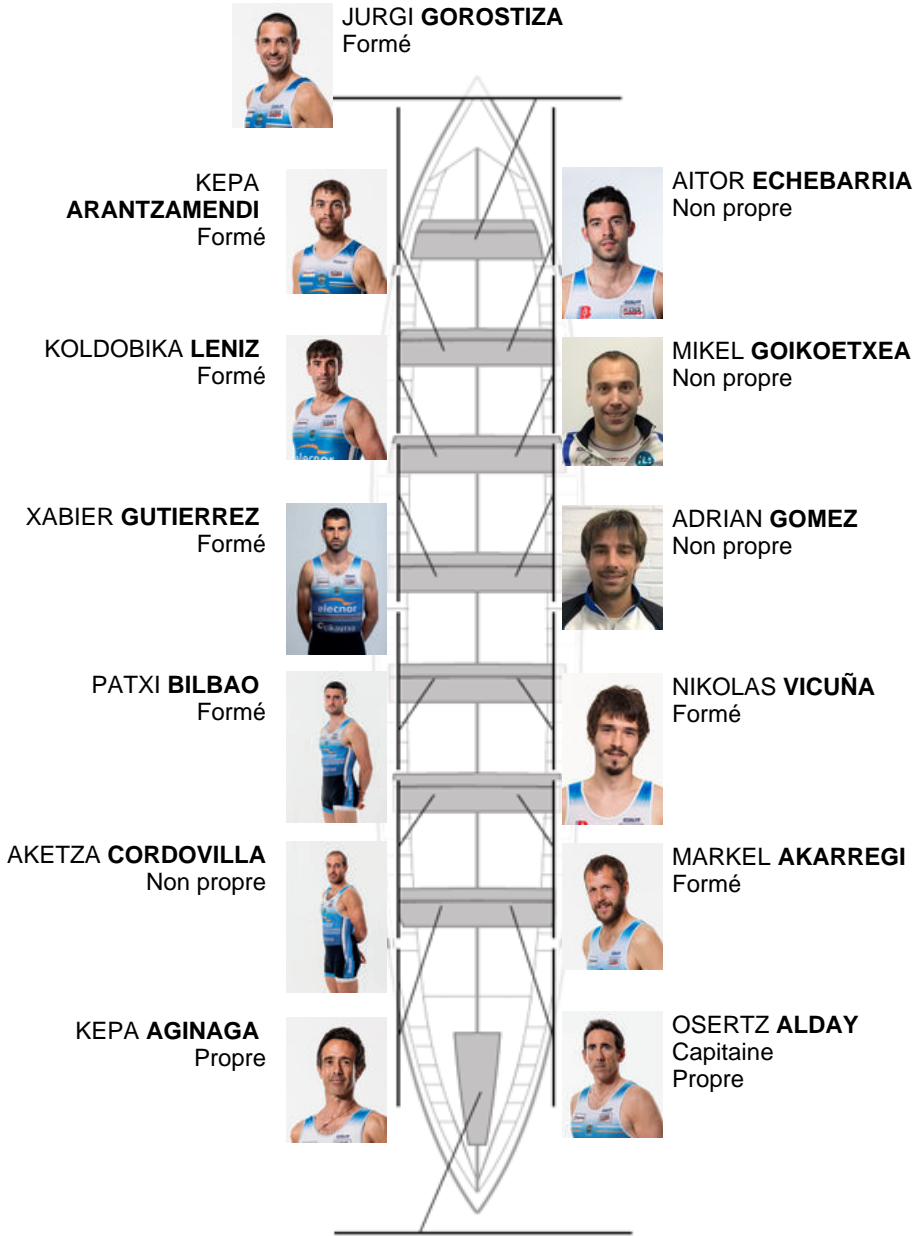 JURGI GOROSTIZA
Formé
KEPA
ARANTZAMENDI
Formé
AITOR ECHEBARRIA
Non propre
KOLDOBIKA LENIZ
Formé
MIKEL GOIKOETXEA
Non propre
XABIER GUTIERREZ
Formé
elecnor
ADRIAN GOMEZ
Non propre
PATXI BILBAO
Formé
NIKOLAS VICUÑA
Formé
AKETZA CORDOVILLA
Non propre
MARKEL AKARREGI
Formé
KEPA AGINAGA
Propre
OSERTZ ALDAY
Capitaine
Propre